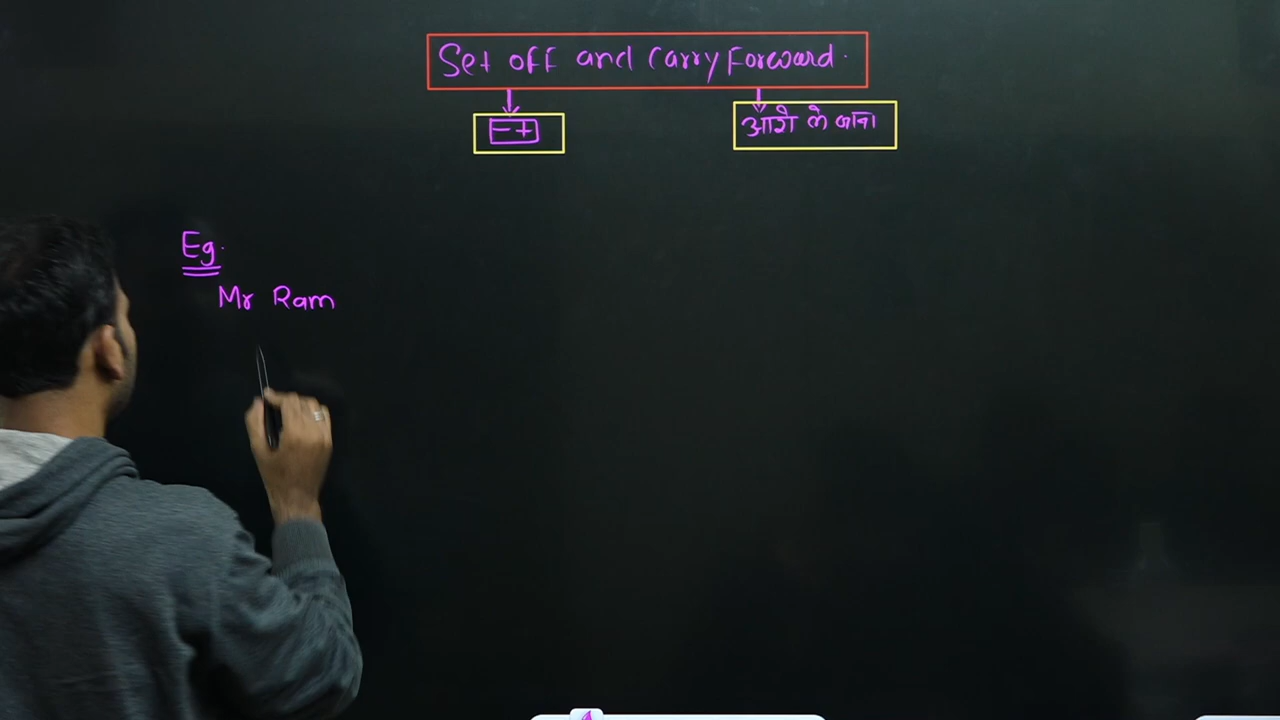 Set off and Carry Forward.
- +
आगे ले जाना
Eg.
Mr Ram